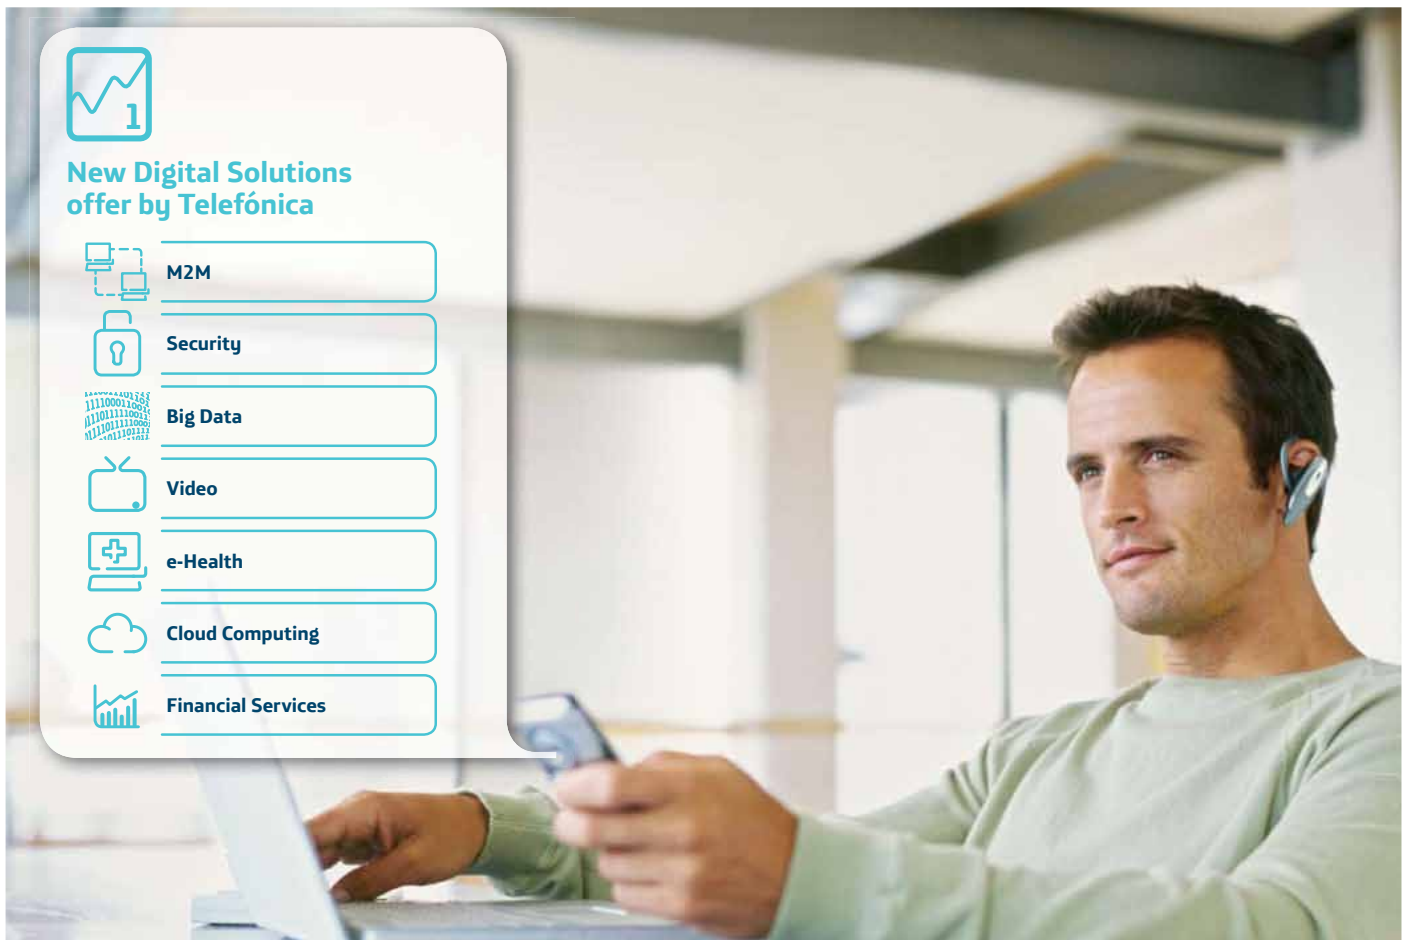 1
New Digital Solutions
offer by Telefónica
M2M
Security
Big Data
Video
e-Health
Cloud Computing
Financial Services